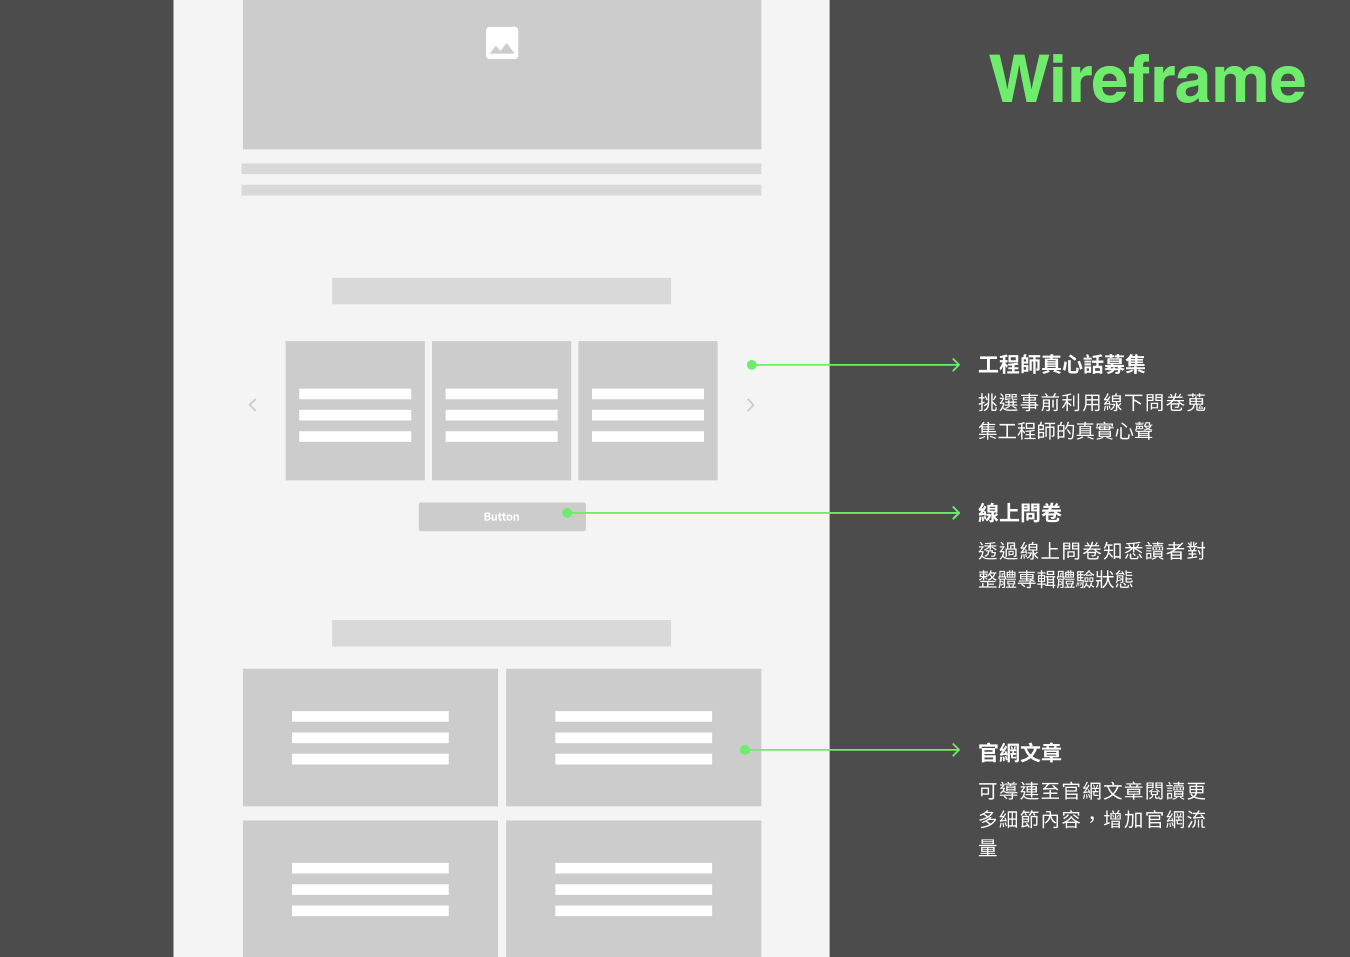 Wireframe
工程師真心話募集
挑選事前利用線下問卷蒐
集工程師的真實心聲
Button
線上問卷
透過線上問卷知悉讀者對
整體專輯體驗狀態
官網文章
可導連至官網文章閱讀更
多細節內容，增加官網流
量